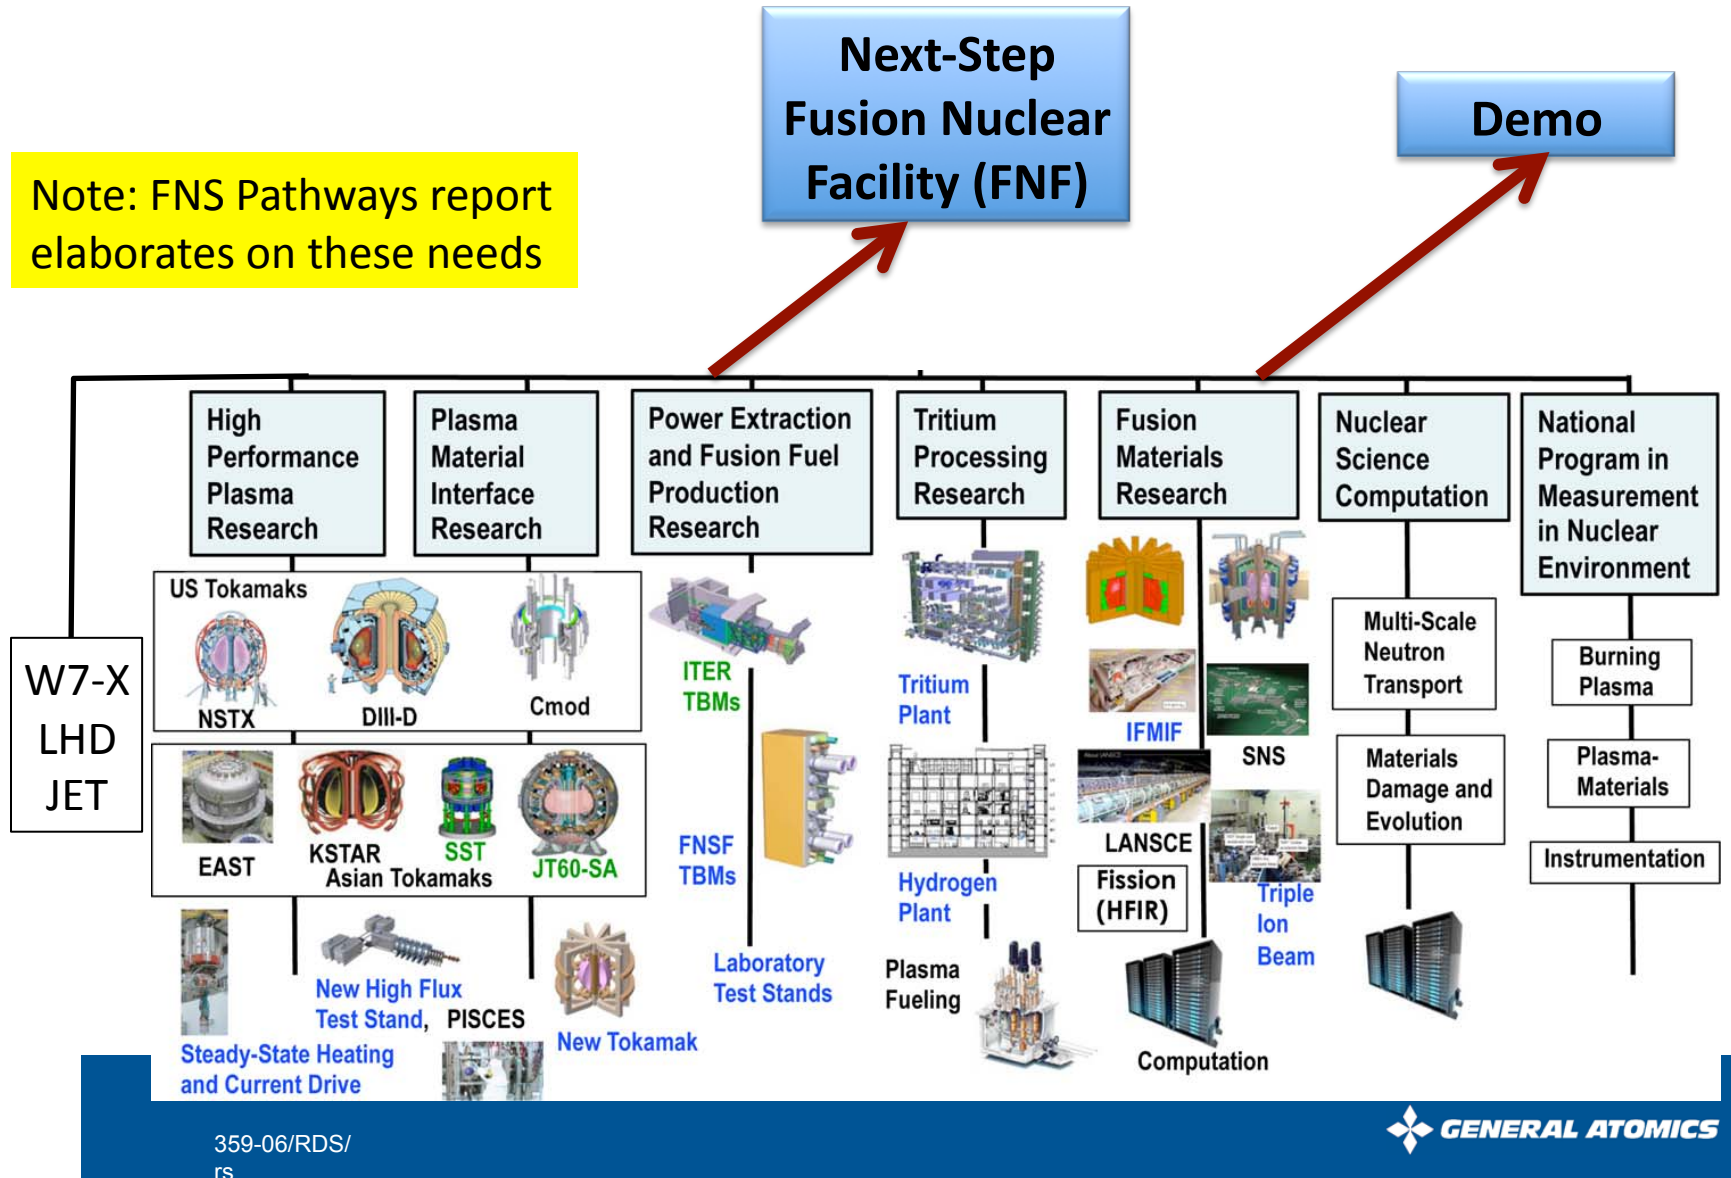 Next-Step
Fusion Nuclear
Facility (FNF)
Demo
Note: FNS Pathways report
elaborates on these needs
High
Performance
Plasma
Research
Plasma
Material
Interface
Research
Power Extraction
and Fusion Fuel
Production
Research
Tritium
Processing
Research
Fusion
Materials
Research
Nuclear
Science
Computation
National
Program in
Measurement
in Nuclear
Environment
W7-X
LHD
JET
US Tokamaks
NSTX
DIII-D
Cmod
EAST
KSTAR
SST
JT60-SA
Asian Tokamaks
Steady-State Heating
and Current Drive
New High Flux
Test Stand,
PISCES
New Tokamak
ITER
TBMs
FNSF
TBMs
Laboratory
Test Stands
Tritium
Plant
Hydrogen
Plant
Plasma
Fueling
IFMIF
SNS
LANSCE
Fission
(HFIR)
Triple
Ion
Beam
Computation
Multi-Scale
Neutron
Transport
Materials
Damage and
Evolution
Burning
Plasma
Plasma-
Materials
Instrumentation
359-06/RDS/
rs
GENERAL ATOMICS